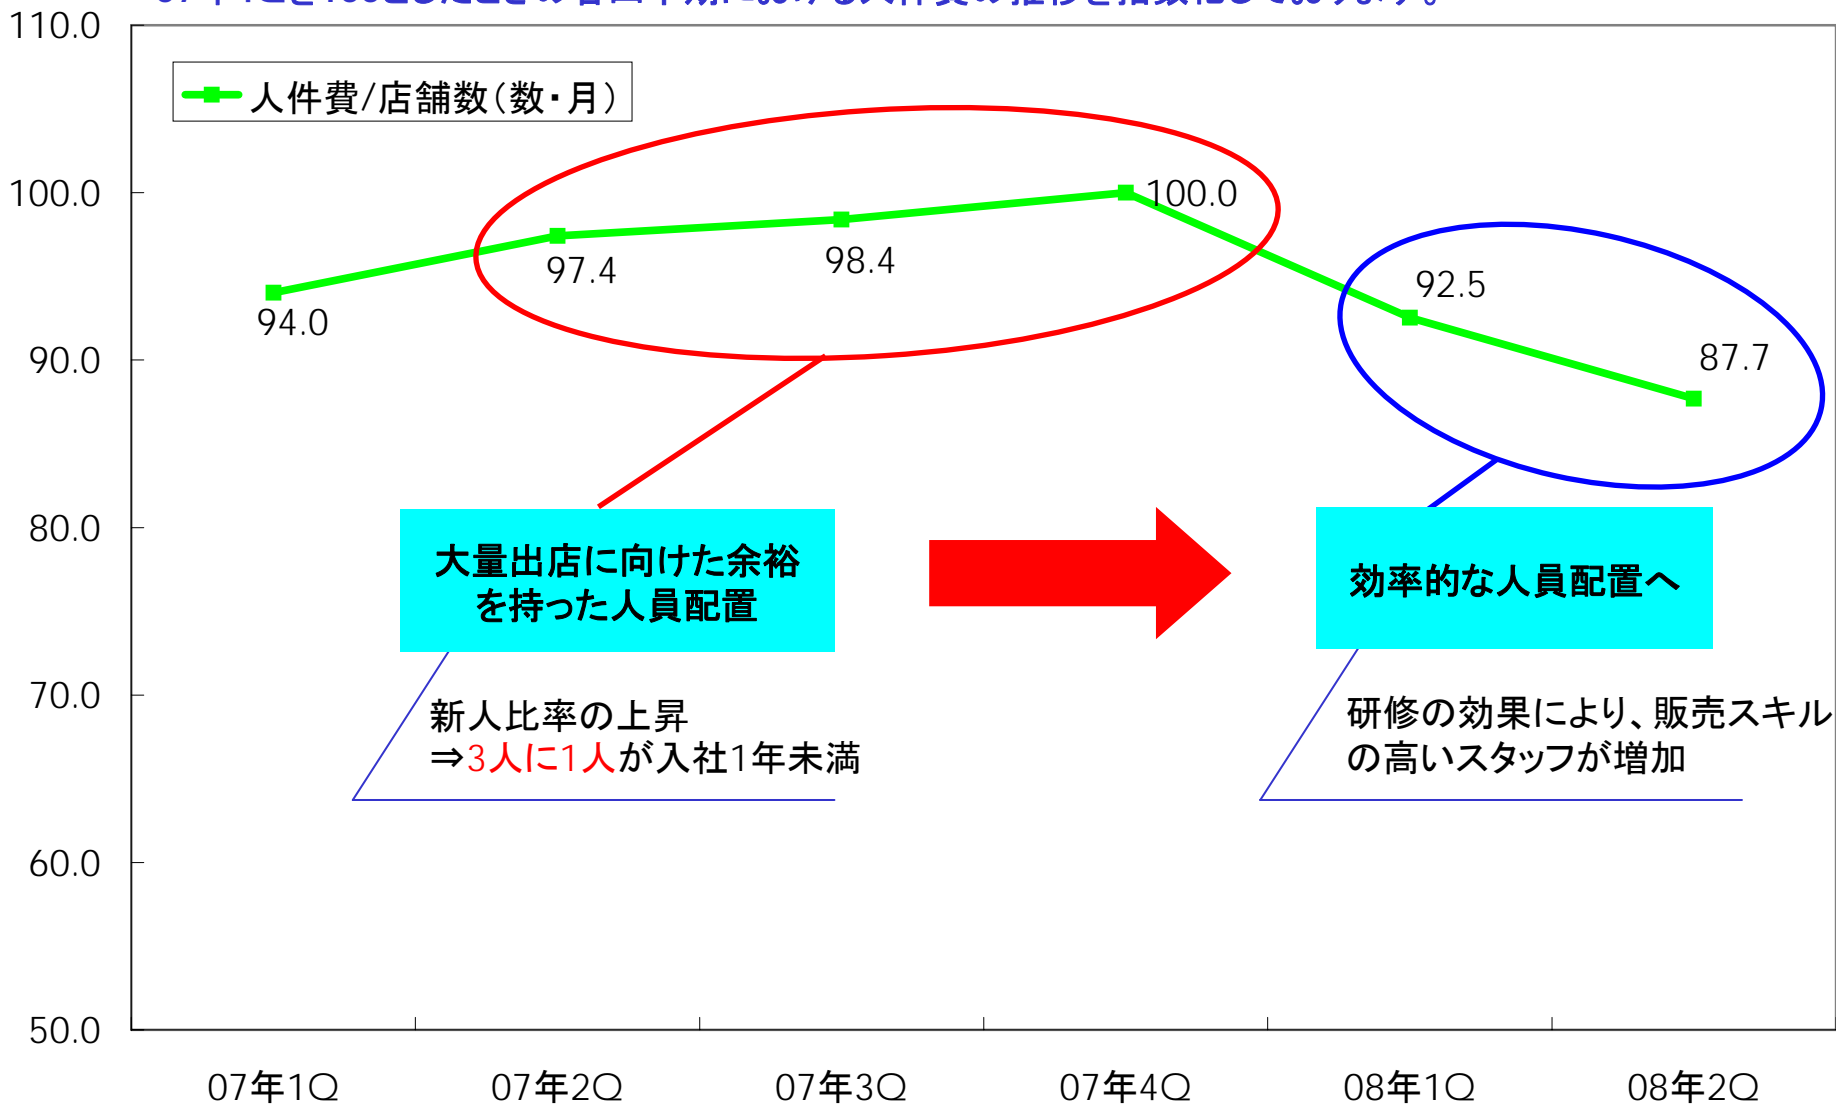 110.0
100.0
90.0
80.0
70.0
60.0
50.0
人件費/店舗数(数・月)
94.0
97.4
98.4
100.0
92.5
87.7
大量出店に向けた余裕
を持った人員配置
効率的な人員配置へ
新人比率の上昇
⇒3人に1人が入社1年未満
研修の効果により、販売スキル
の高いスタッフが増加
07年1Q
07年2Q
07年3Q
07年4Q
08年1Q
08年2Q